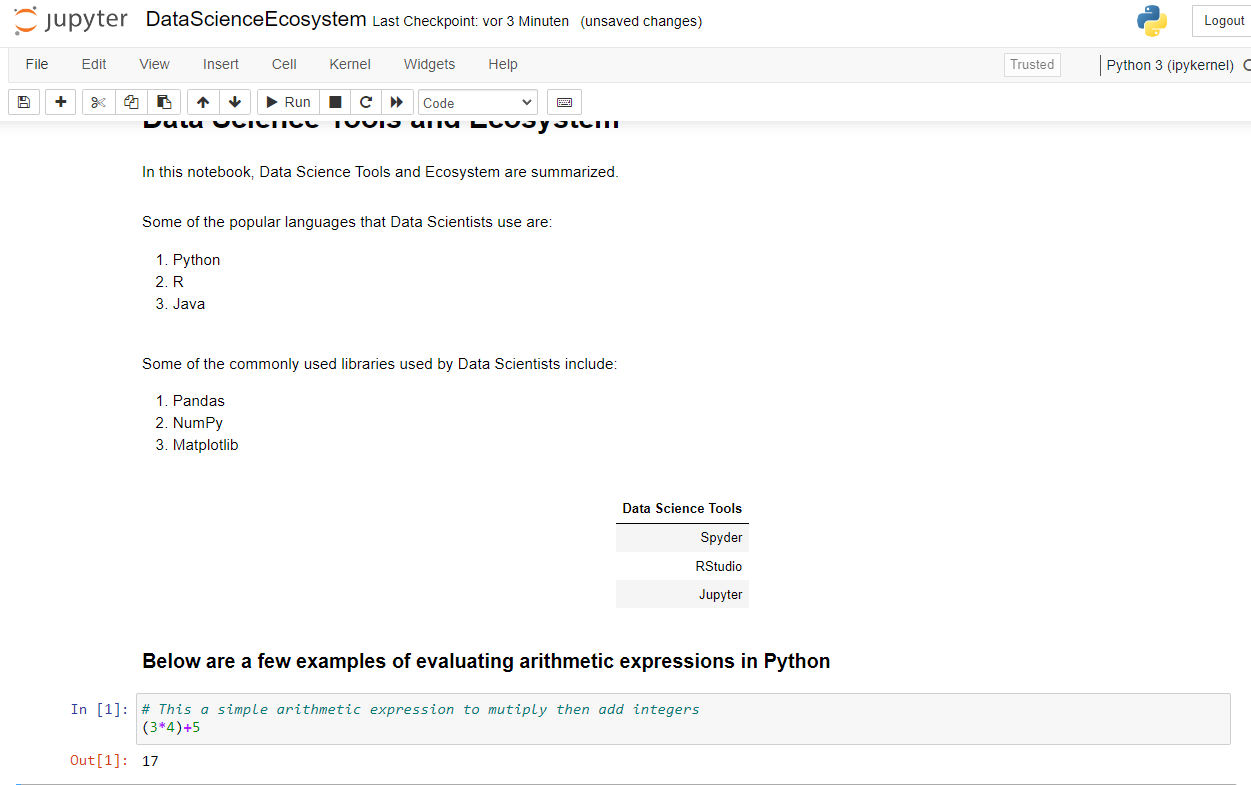 jupyter DataScienceEcosystem Last Checkpoint: vor 3 Minuten (unsaved changes)
Logout
File Edit View Insert Cell Kernel Widgets Help
Trusted
Python 3 (ipykernel)
Run
Code
Data Science Tools and Ecosystem
In this notebook, Data Science Tools and Ecosystem are summarized.
Some of the popular languages that Data Scientists use are:
1. Python
2. R
3. Java
Some of the commonly used libraries used by Data Scientists include:
1. Pandas
2. NumPy
3. Matplotlib
Data Science Tools
Spyder
RStudio
Jupyter
Below are a few examples of evaluating arithmetic expressions in Python
In [1]: # This a simple arithmetic expression to mutiply then add integers
(3*4)+5
Out[1]: 17